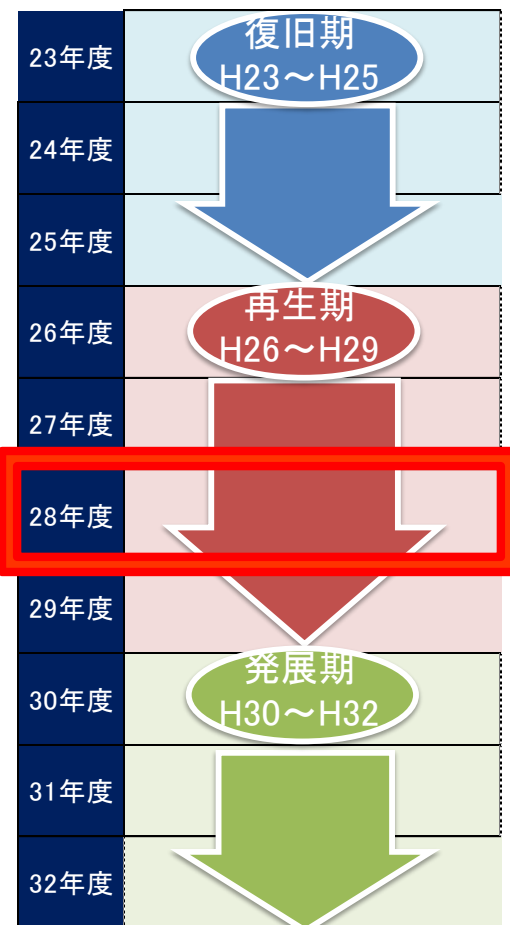 23年度
復旧期
H23～H25
24年度
25年度
26年度
再生期
H26～H29
27年度
28年度
29年度
30年度
発展期
H30～H32
31年度
32年度